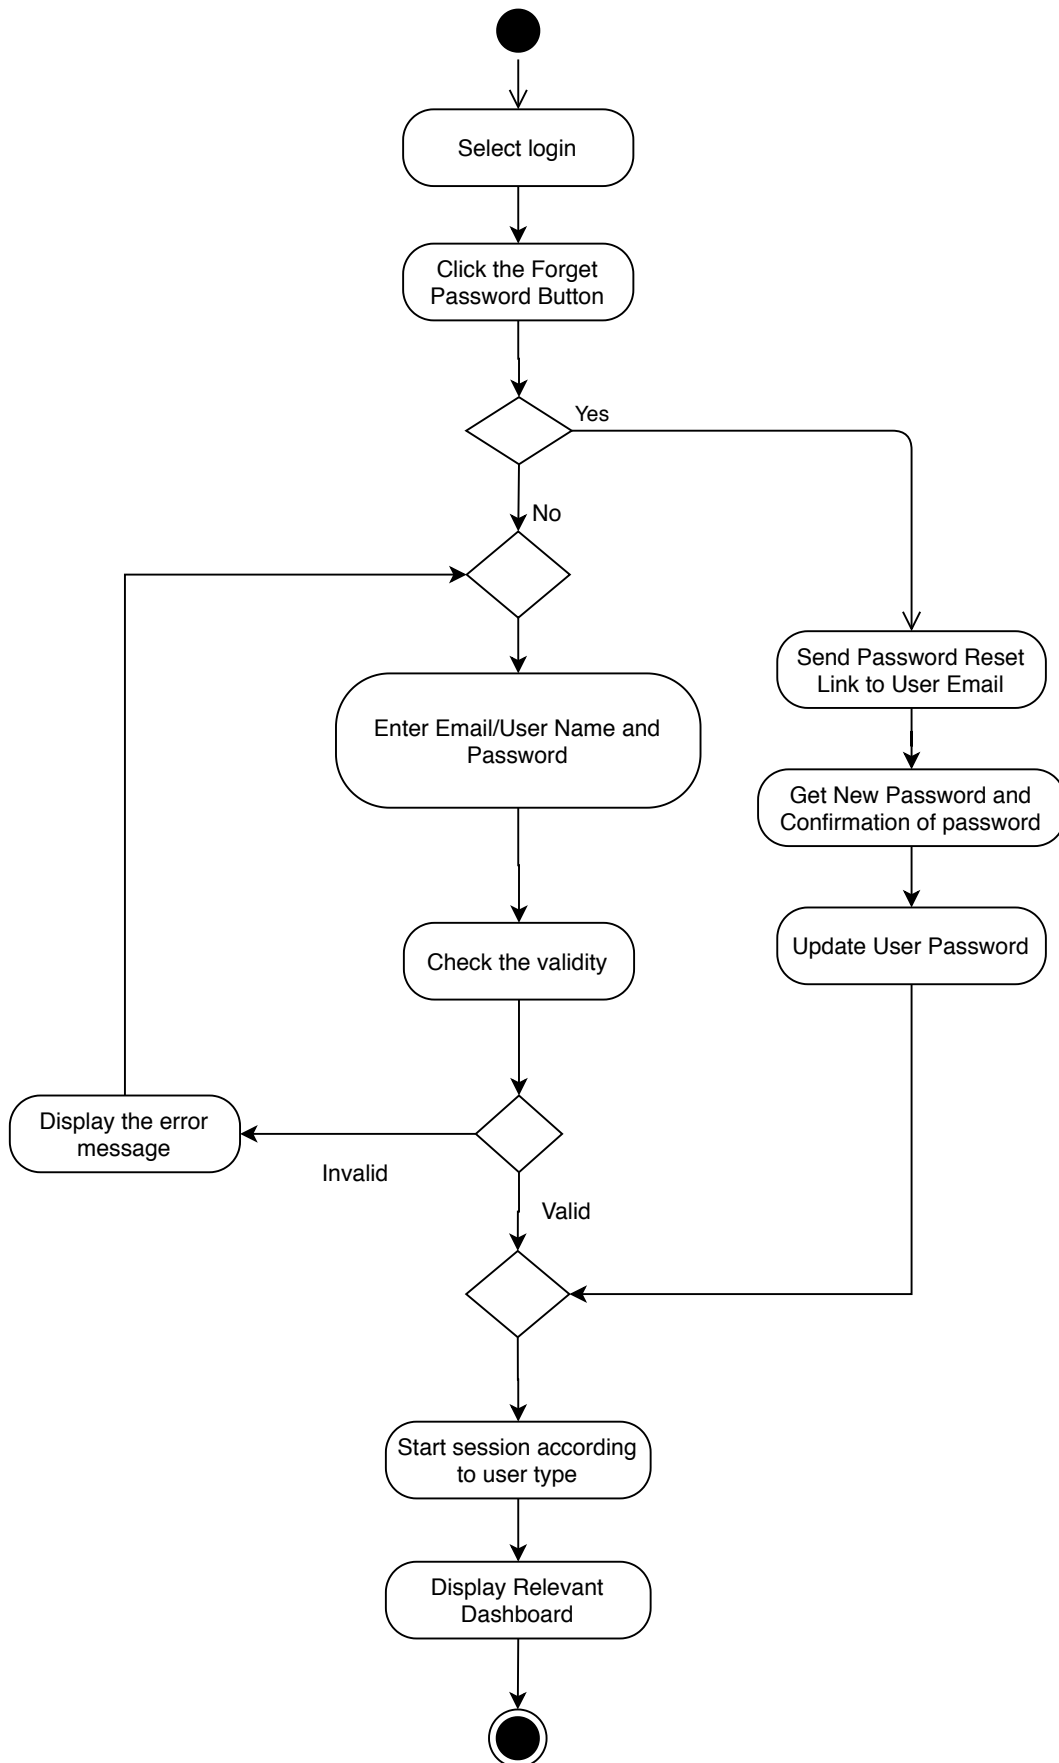 Select login
Click the Forget
Password Button
Yes
No
Send Password Reset
Link to User Email
Enter Email/User Name and
Password
Get New Password and
Confirmation of password
Check the validity
Update User Password
Display the error
message
Invalid
Valid
Start session according
to user type
Display Relevant
Dashboard